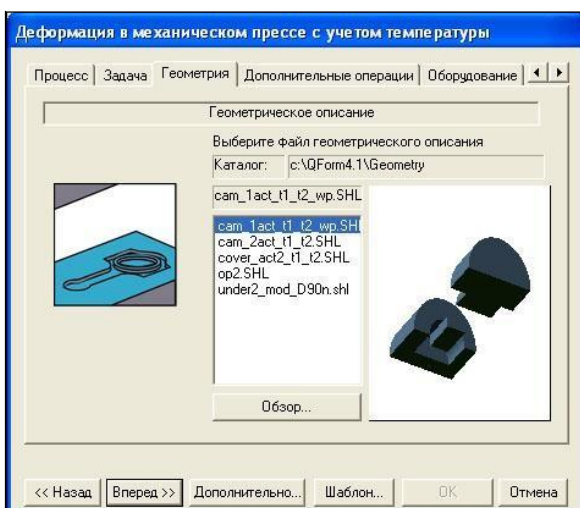 Деформация в механическом прессе с учетом температуры
Процесс Задача Геометрия Дополнительные операции Оборудование
Геометрическое описание
Выберите файл геометрического описания
Каталог: c:\QForm4.1\Geometry
cam_1act_t1_t2_wp.SHL
cam_1act_t1_t2_wp.SHl
cam_2act_t1_t2.SHL
cover_act2_t1_t2.SHL
op2.SHL
under2_mod_D90n.shl
Обзор...
<< Назад Вперед >> Дополнительно... Шаблон... OK Отмена